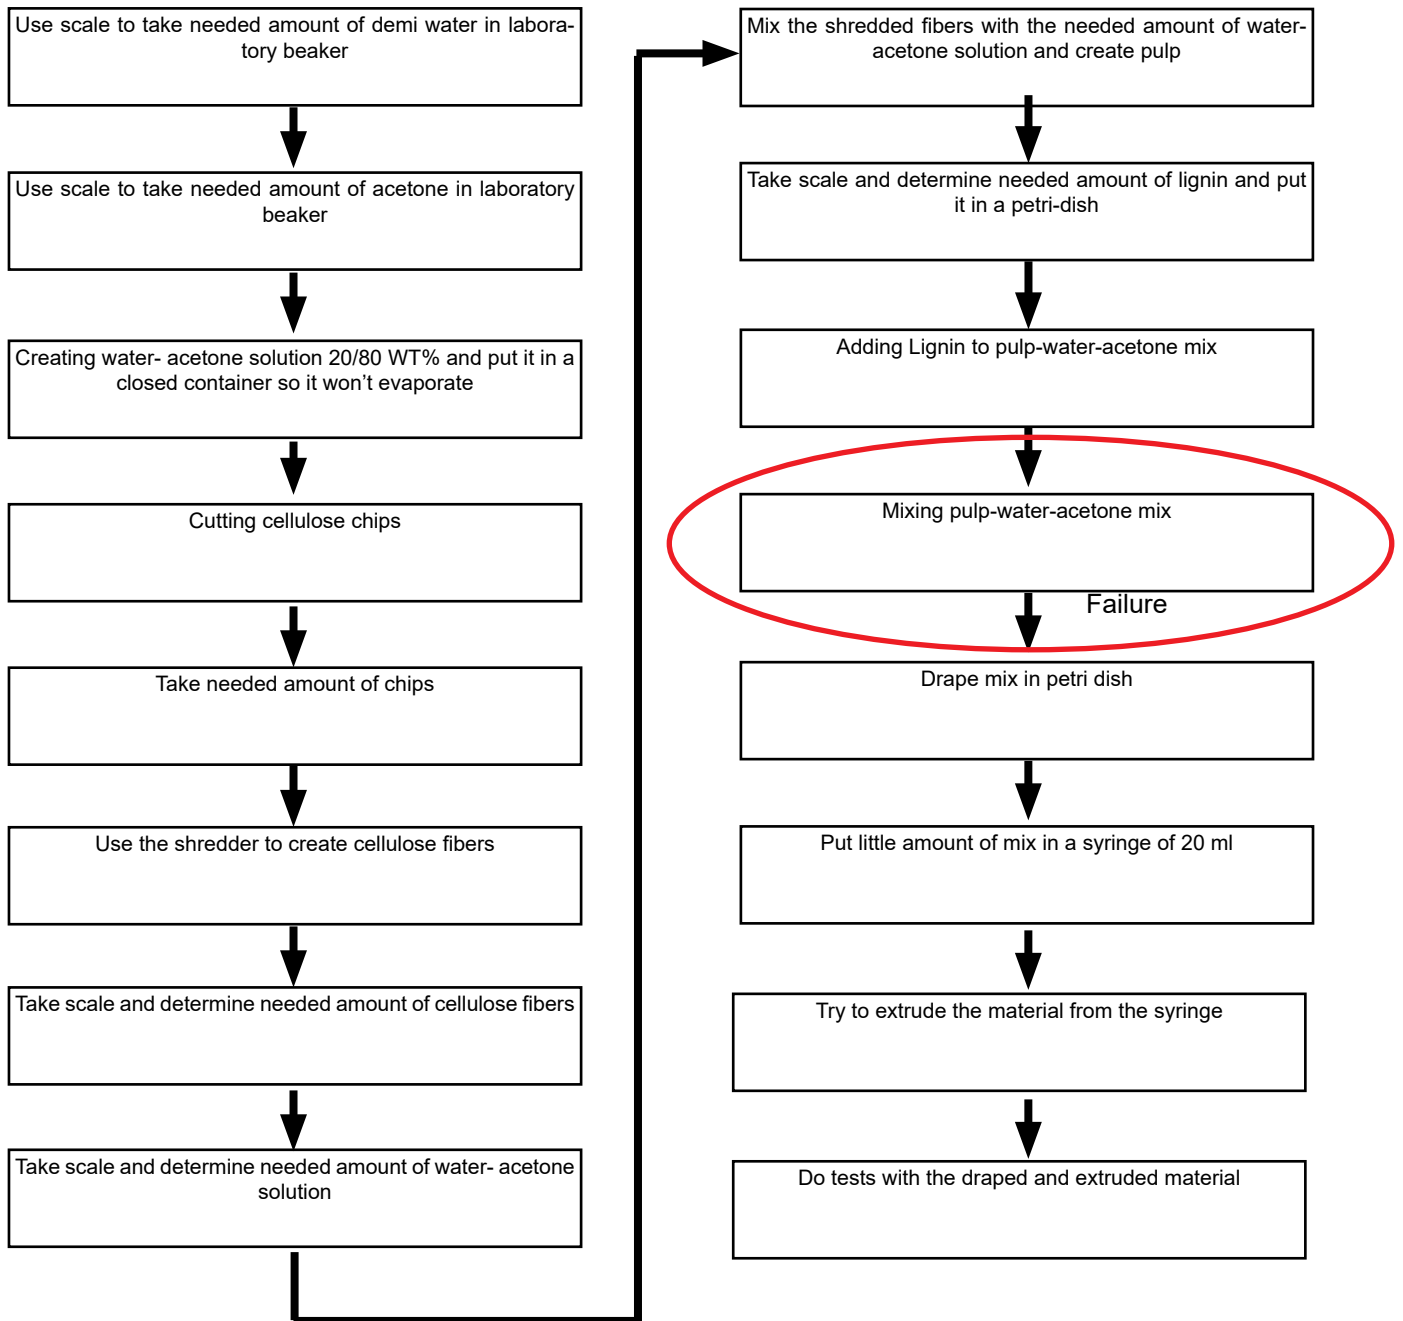 Use scale to take needed amount of demi water in labora-
tory beaker
Use scale to take needed amount of acetone in laboratory
beaker
Creating water- acetone solution 20/80 WT% and put it in a
closed container so it won’t evaporate
Cutting cellulose chips
Take needed amount of chips
Use the shredder to create cellulose fibers
Take scale and determine needed amount of cellulose fibers
Take scale and determine needed amount of water- acetone
solution
Mix the shredded fibers with the needed amount of water-
acetone solution and create pulp
Take scale and determine needed amount of lignin and put
it in a petri-dish
Adding Lignin to pulp-water-acetone mix
Mixing pulp-water-acetone mix
Failure
Drape mix in petri dish
Put little amount of mix in a syringe of 20 ml
Try to extrude the material from the syringe
Do tests with the draped and extruded material